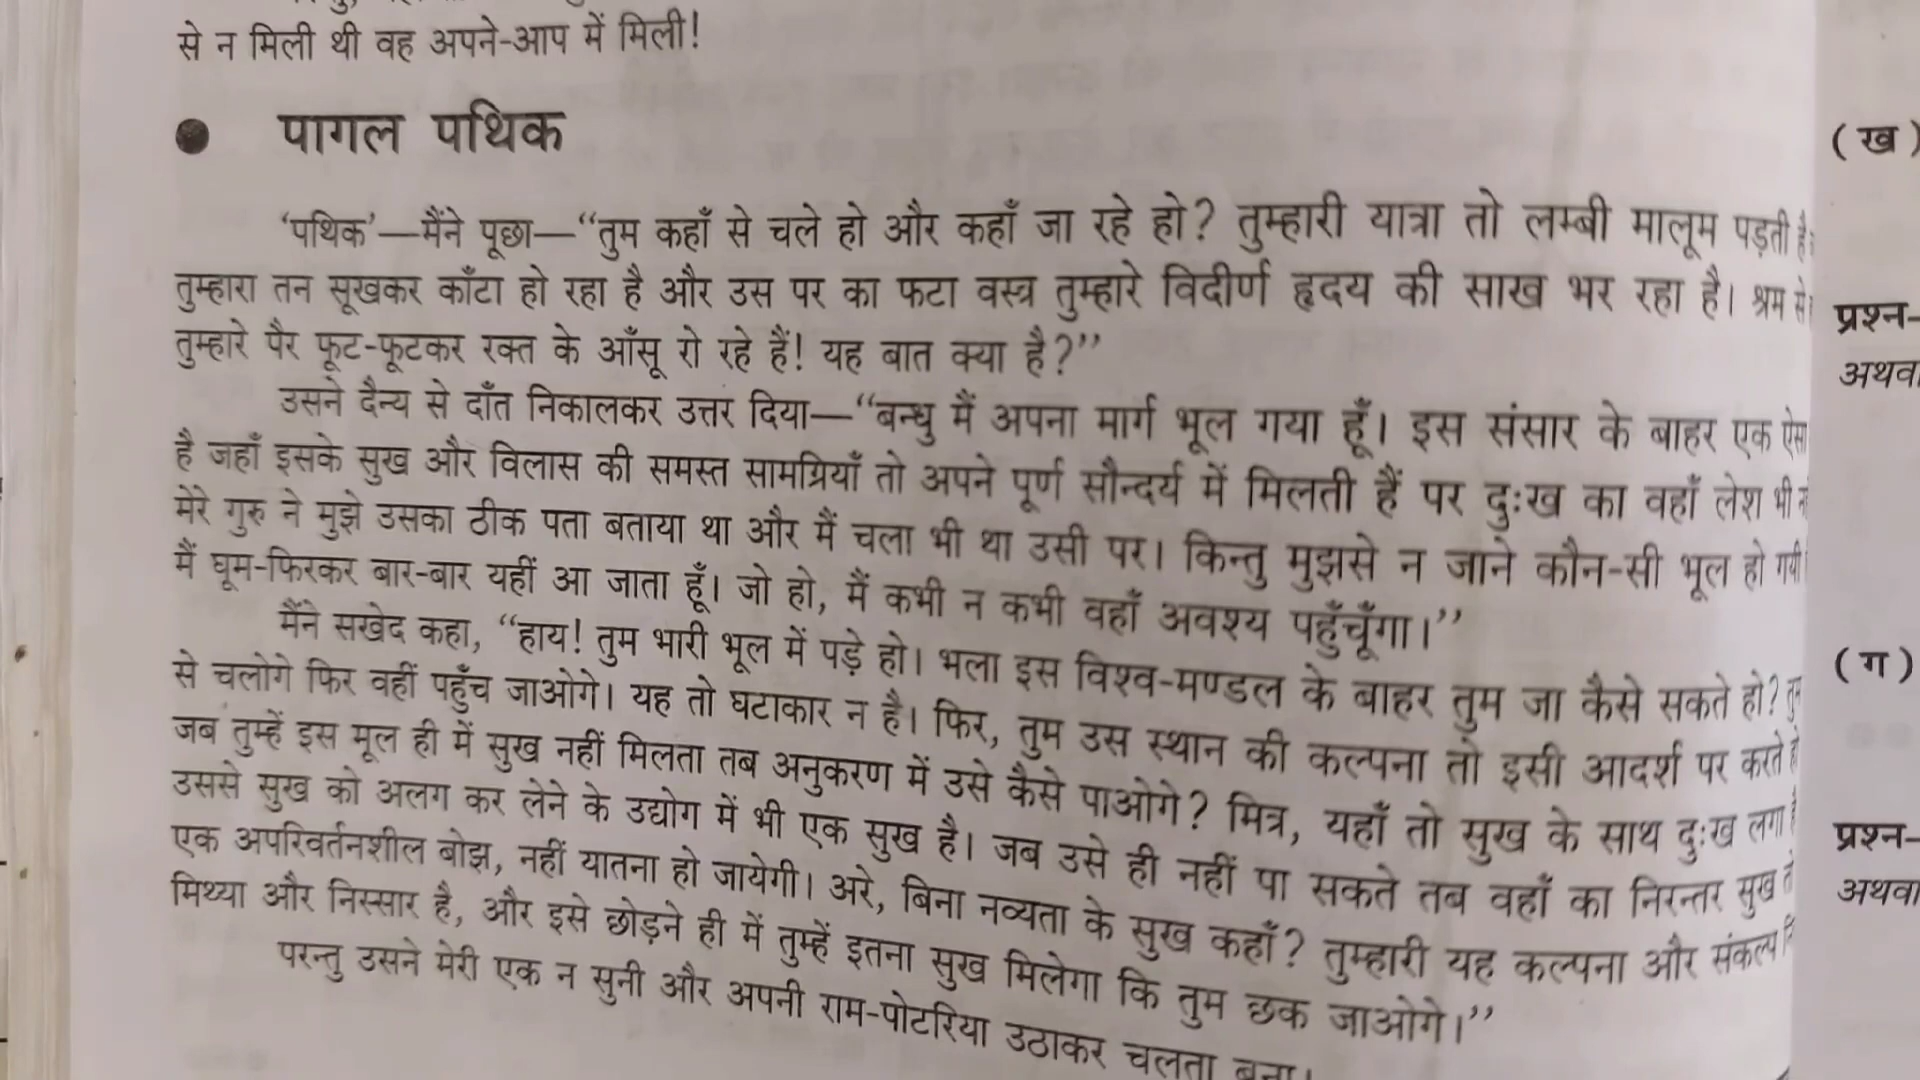 से न मिली थी वह अपने-आप में मिली!
● पागल पथिक
(ख)
‘पथिक’—मैंने पूछा—“तुम कहाँ से चले हो और कहाँ जा रहे हो? तुम्हारी यात्रा तो लम्बी मालूम पड़ती है
तुम्हारा तन सूखकर काँटा हो रहा है और उस पर का फटा वस्त्र तुम्हारे विदीर्ण हृदय की साख भर रहा है। श्रम से
तुम्हारे पैर फूट-फूटकर रक्त के आँसू रो रहे हैं! यह बात क्या है?”
प्रश्न-
अथवा
उसने दैन्य से दाँत निकालकर उत्तर दिया—“बन्धु मैं अपना मार्ग भूल गया हूँ। इस संसार के बाहर एक ऐसा
है जहाँ इसके सुख और विलास की समस्त सामग्रियाँ तो अपने पूर्ण सौन्दर्य में मिलती हैं पर दुःख का वहाँ लेश भी
मेरे गुरु ने मुझे उसका ठीक पता बताया था और मैं चला भी था उसी पर। किन्तु मुझसे न जाने कौन-सी भूल हो गयी
मैं घूम-फिरकर बार-बार यहीं आ जाता हूँ। जो हो, मैं कभी न कभी वहाँ अवश्य पहुँचूँगा।”
मैंने सखेद कहा, “हाय! तुम भारी भूल में पड़े हो। भला इस विश्व-मण्डल के बाहर तुम जा कैसे सकते हो?
से चलोगे फिर वहीं पहुँच जाओगे। यह तो घटाकार न है। फिर, तुम उस स्थान की कल्पना तो इसी आदर्श पर करते
जब तुम्हें इस मूल ही में सुख नहीं मिलता तब अनुकरण में उसे कैसे पाओगे? मित्र, यहाँ तो सुख के साथ दुःख लगा
उससे सुख को अलग कर लेने के उद्योग में भी एक सुख है। जब उसे ही नहीं पा सकते तब वहाँ का निरन्तर सुख
एक अपरिवर्तनशील बोझ, नहीं यातना हो जायेगी। अरे, बिना नव्यता के सुख कहाँ? तुम्हारी यह कल्पना और संकल्प
मिथ्या और निस्सार है, और इसे छोड़ने ही में तुम्हें इतना सुख मिलेगा कि तुम छक जाओगे।”
परन्तु उसने मेरी एक न सुनी और अपनी राम-पोटरिया उठाकर चलता बना।
(ग)
प्रश्न-
अथवा